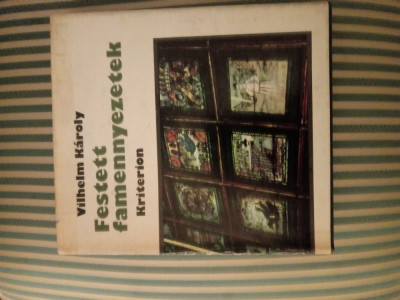 Vilhelm Károly
Festett
famennyezetek
Kriterion